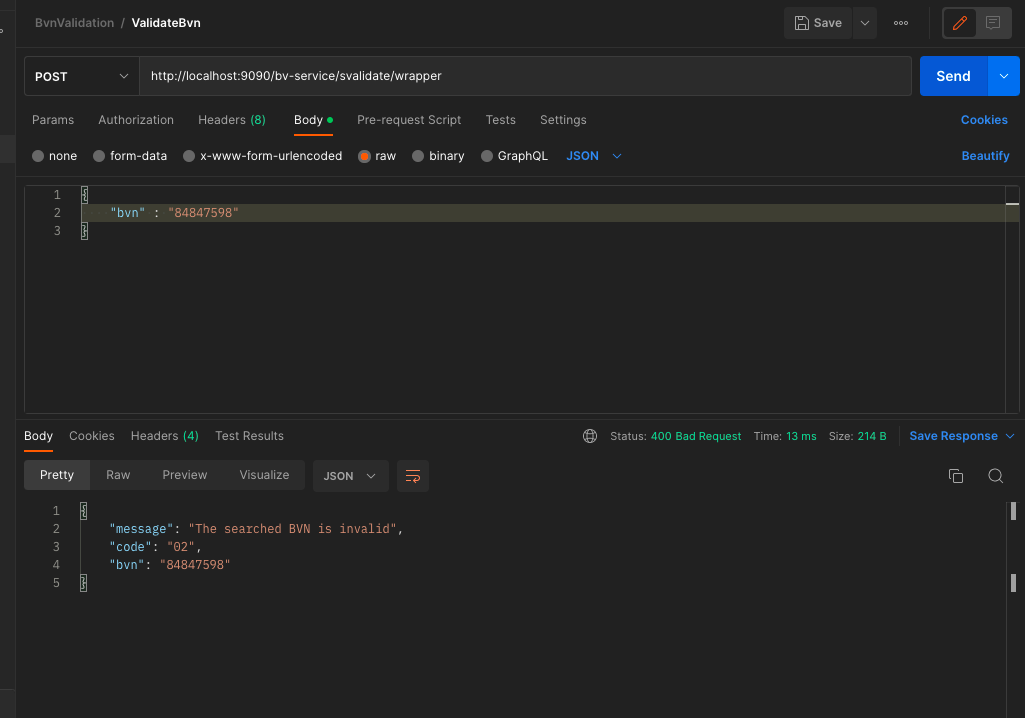 BvnValidation / ValidateBvn
Save
POST
http://localhost:9090/bv-service/svalidate/wrapper
Send
Params Authorization Headers (8) Body Pre-request Script Tests Settings Cookies
none form-data x-www-form-urlencoded raw binary GraphQL JSON Beautify
1 {
2 "bvn" : "84847598"
3 }
Body Cookies Headers (4) Test Results Status: 400 Bad Request Time: 13 ms Size: 214 B Save Response
Pretty Raw Preview Visualize JSON
1 {
2 "message": "The searched BVN is invalid",
3 "code": "02",
4 "bvn": "84847598"
5 }